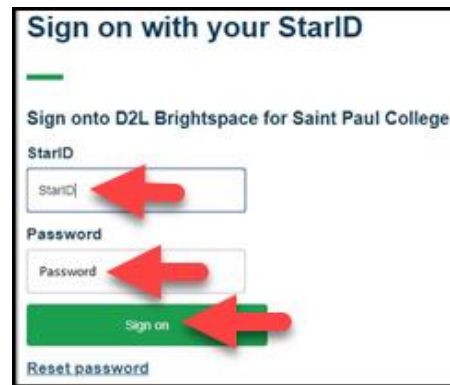 Sign on with your StarID
Sign onto D2L Brightspace for Saint Paul College
StarID
StarID
Password
Password
Sign on
Reset password